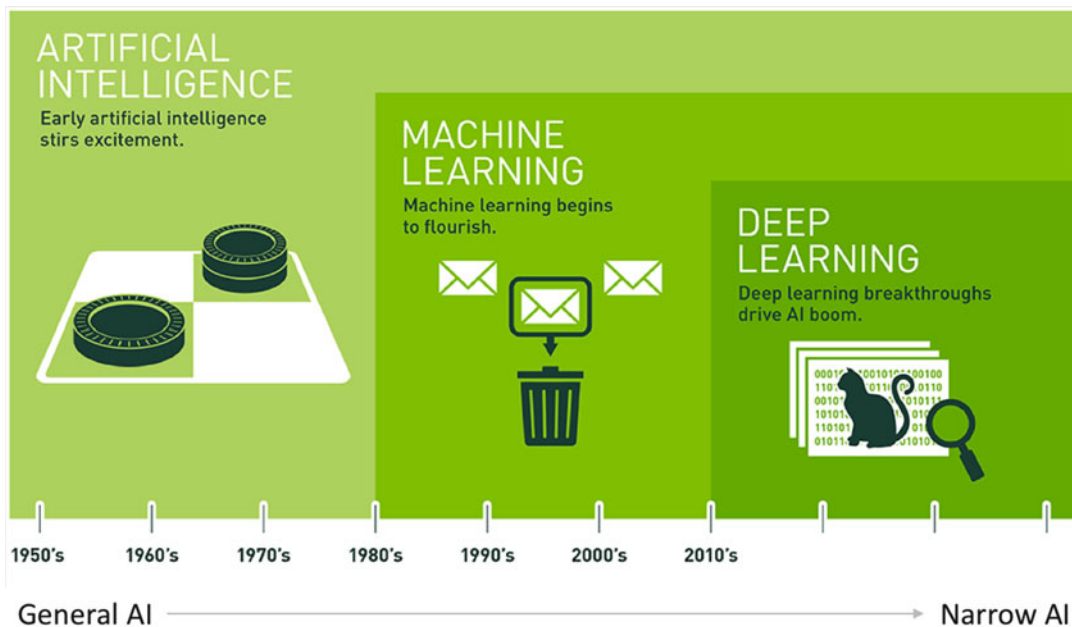 ARTIFICIAL
INTELLIGENCE
Early artificial intelligence
stirs excitement.
MACHINE
LEARNING
Machine learning begins
to flourish.
DEEP
LEARNING
Deep learning breakthroughs
drive AI boom.
1950's 1960's 1970's 1980's 1990's 2000's 2010's
General AI Narrow AI